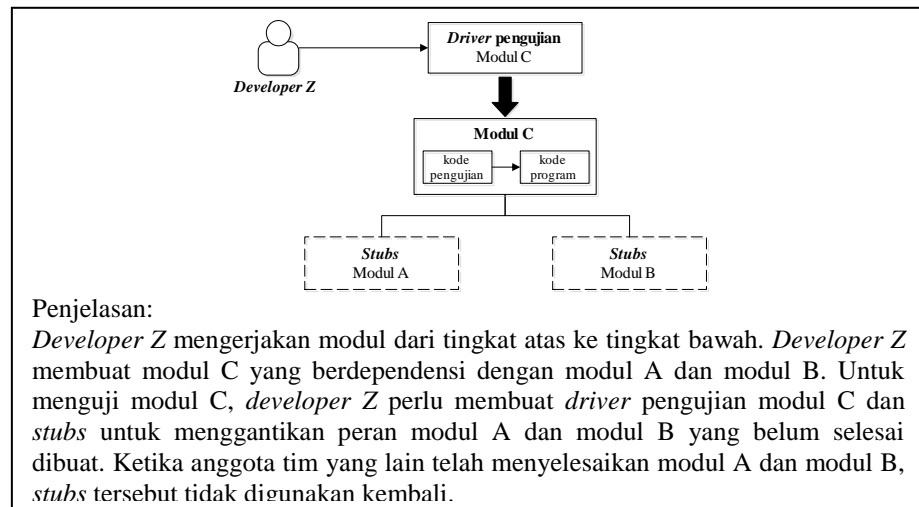 Driver pengujian
Modul C
Developer Z
Modul C
kode
pengujian
kode
program
Stubs
Modul A
Stubs
Modul B
Penjelasan:
Developer Z mengerjakan modul dari tingkat atas ke tingkat bawah. Developer Z
membuat modul C yang berdependensi dengan modul A dan modul B. Untuk
menguji modul C, developer Z perlu membuat driver pengujian modul C dan
stubs untuk menggantikan peran modul A dan modul B yang belum selesai
dibuat. Ketika anggota tim yang lain telah menyelesaikan modul A dan modul B,
stubs tersebut tidak digunakan kembali.